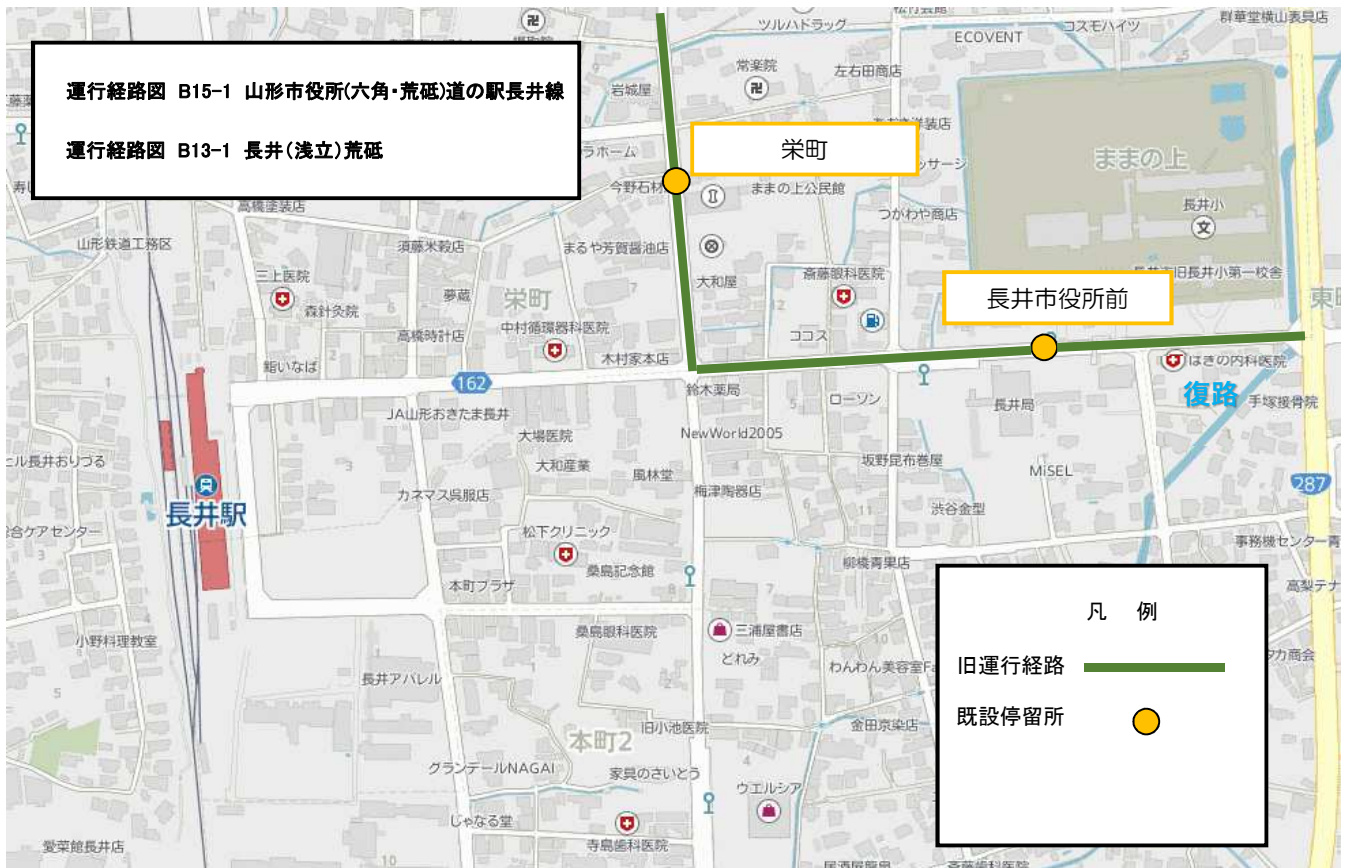 ツルハドラッグ
コスモハイツ
群華堂横山表具店
ECOVENT
常楽院
左右田商店
岩城屋
運行経路図 B15-1 山形市役所(六角・荒砥)道の駅長井線
運行経路図 B13-1 長井(浅立)荒砥
栄町
ままの上
今野石材
ままの上公民館
高橋塗装店
つがわや商店
長井小
文
山形鉄道工務区
須藤米穀店
まるや芳賀醤油店
三上医院
森針灸院
夢蔵
栄町
大和屋
斎藤眼科医院
長井市役所前
高橋時計店
中村循環器科医院
ココス
鮨いなば
木村家本店
はぎの内科医院
162
鈴木薬局
ローソン
長井局
復路
手塚接骨院
JA山形おきたま長井
大場医院
NewWorld2005
大和産業
風林堂
坂野昆布巻屋
MiSEL
287
カネマス呉服店
梅津陶器店
渋谷金型
長井駅
松下クリニック
柳橋青果店
本町プラザ
桑島記念館
桑島眼科医院
三浦屋書店
どれみ
小野料理教室
長井アパレル
旧小池医院
金田京染店
本町2
グランテールNAGAI
家具のさいとう
ウエルシア
じゃなる堂
寺島歯科医院
愛菜館長井店
凡 例
旧運行経路
既設停留所